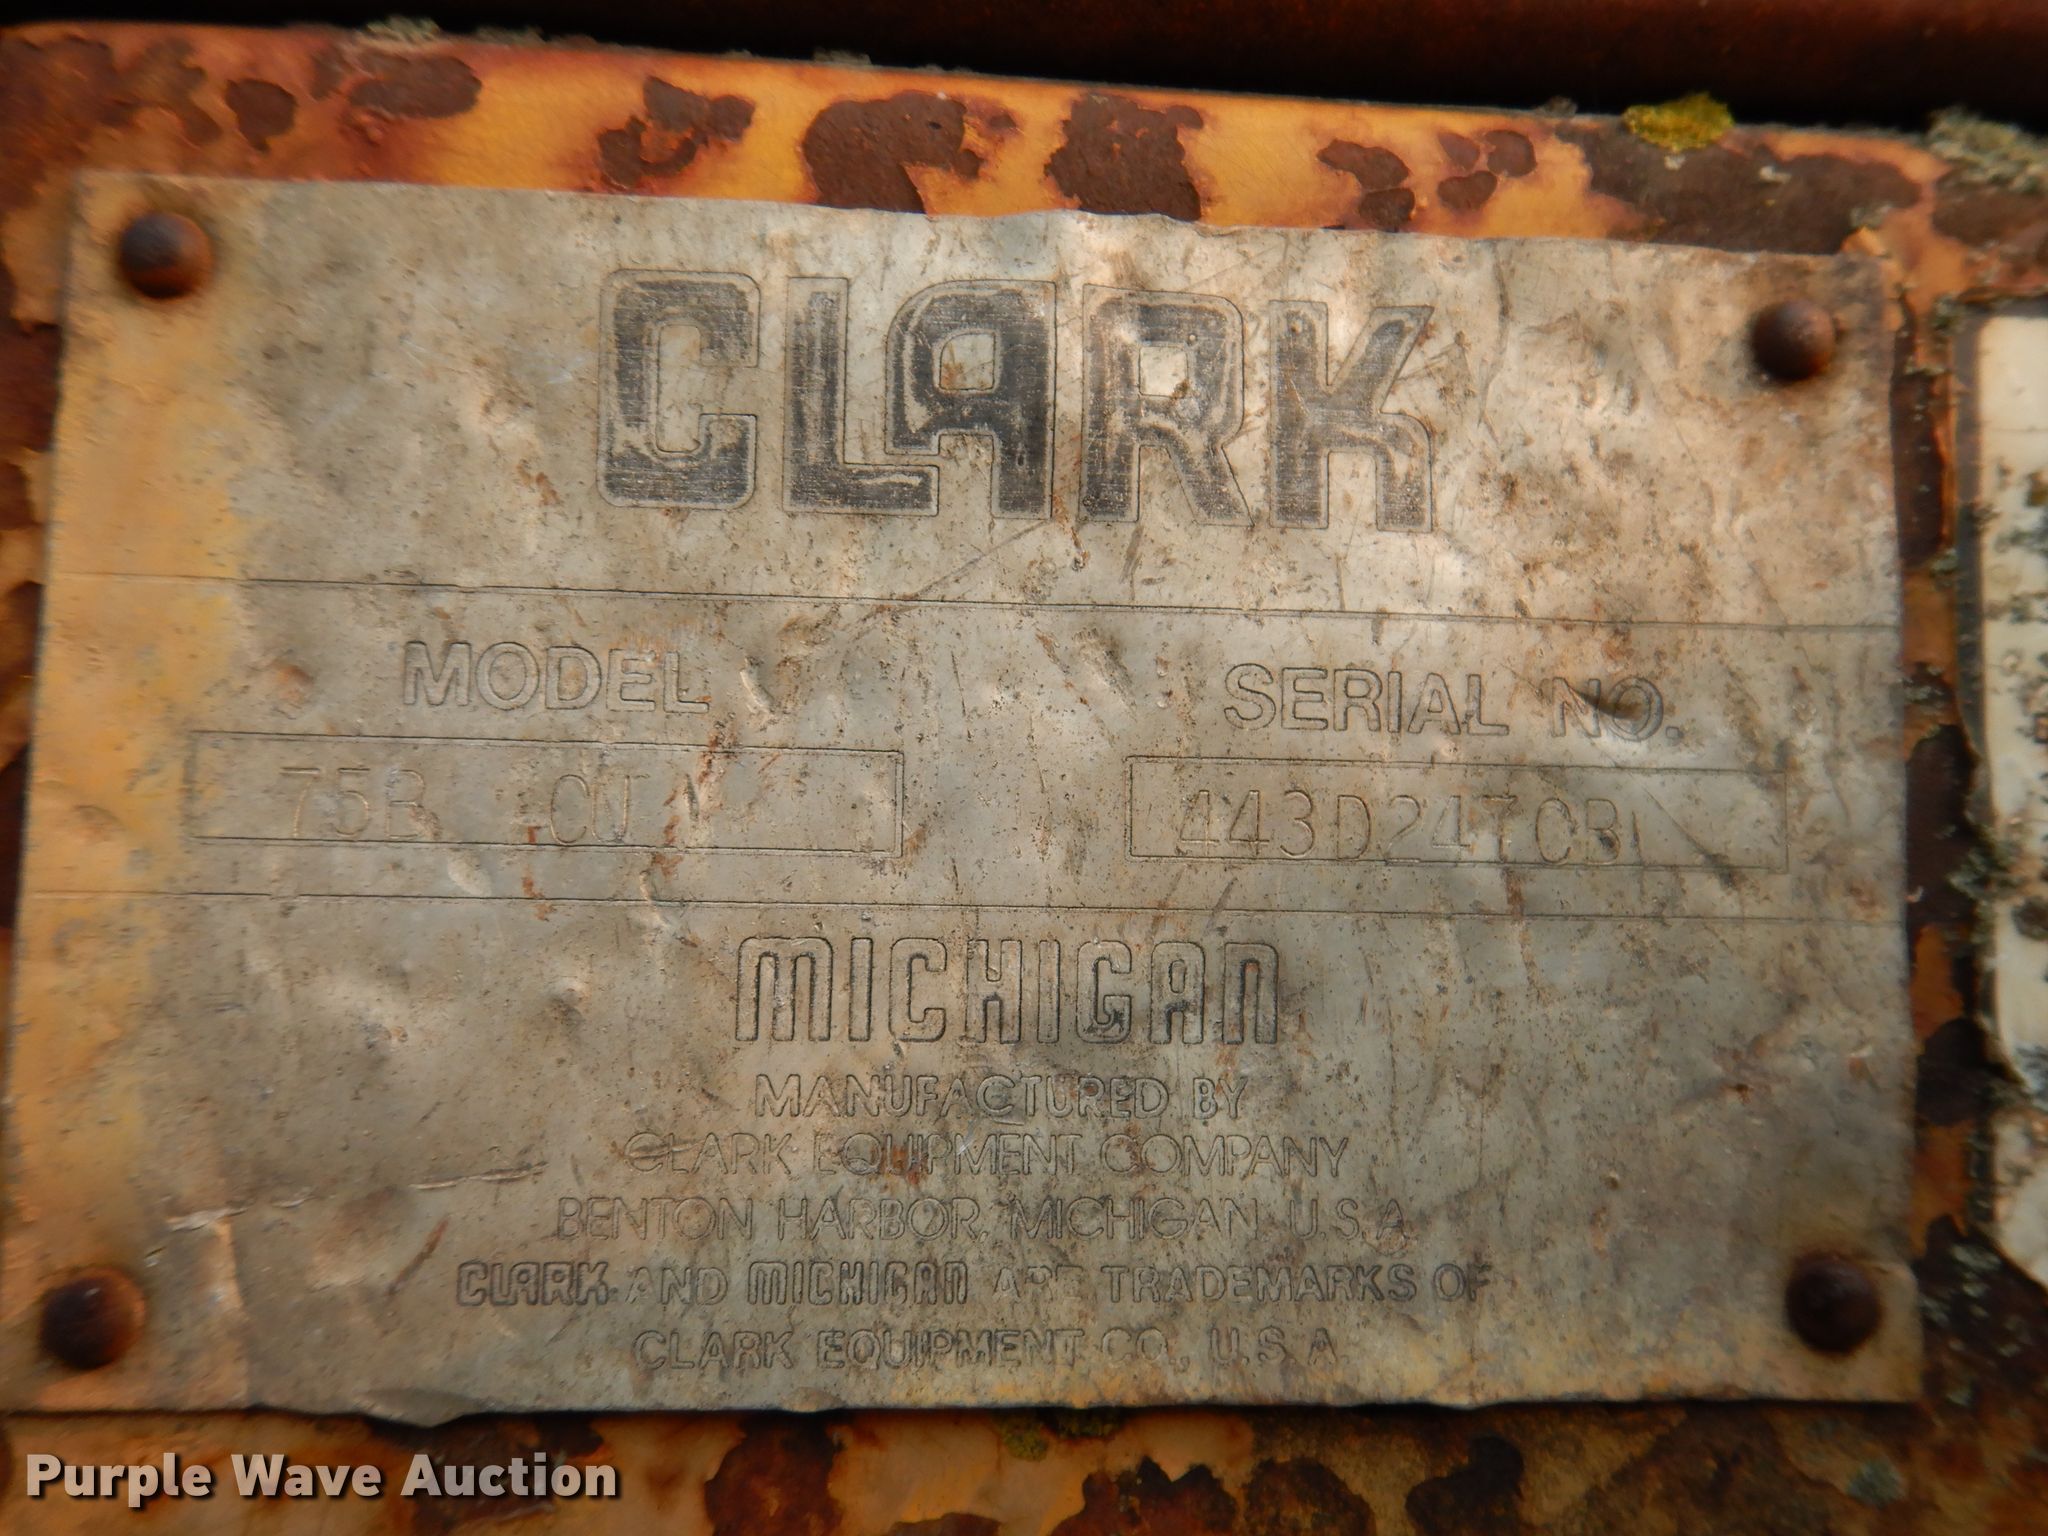 CLARK
MODEL SERIAL NO.
75B CU 443D247CB
MICHIGAN
MANUFACTURED BY
CLARK EQUIPMENT COMPANY
BENTON HARBOR, MICHIGAN, U.S.A.
CLARK AND MICHIGAN ARE TRADEMARKS OF
CLARK EQUIPMENT CO., U.S.A.
Purple Wave Auction